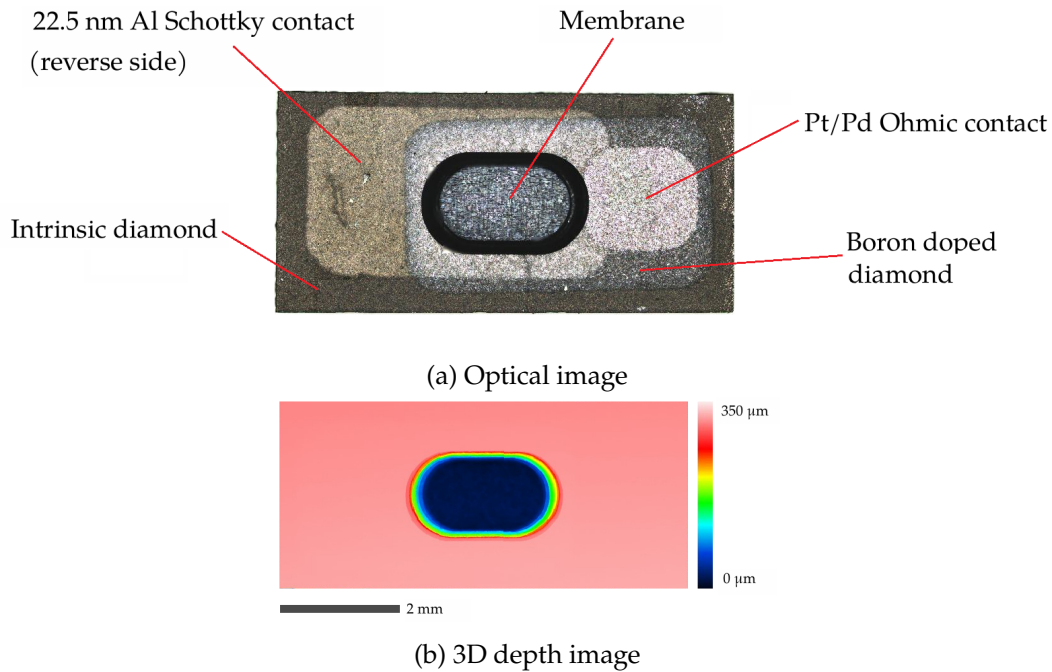 22.5 nm Al Schottky contact
(reverse side)
Membrane
Pt/Pd Ohmic contact
Intrinsic diamond
Boron doped
diamond
(a) Optical image
350 μm
0 μm
2 mm
(b) 3D depth image